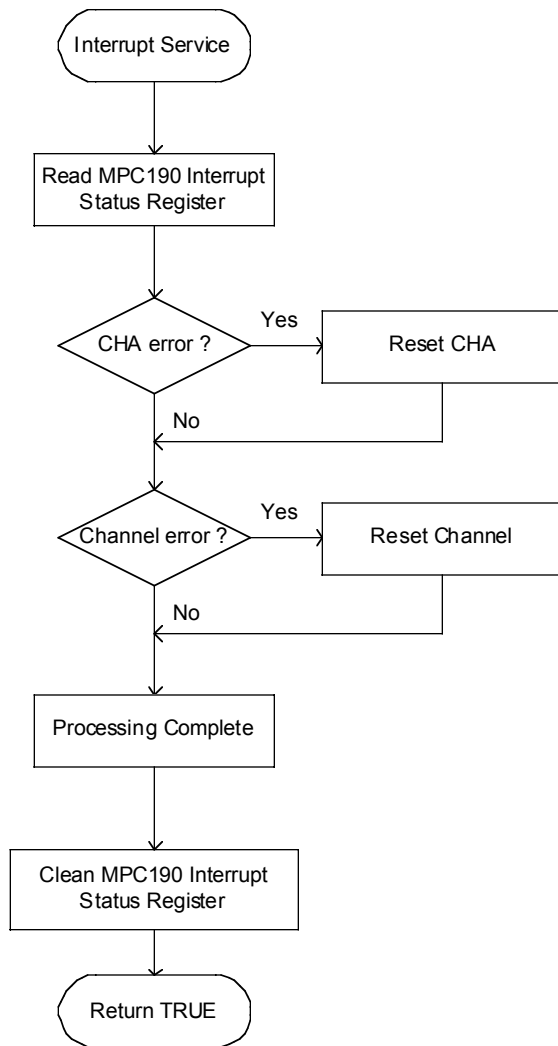 Interrupt Service
Read MPC190 Interrupt
Status Register
CHA error ?
Yes
Reset CHA
No
Channel error ?
Yes
Reset Channel
No
Processing Complete
Clean MPC190 Interrupt
Status Register
Return TRUE